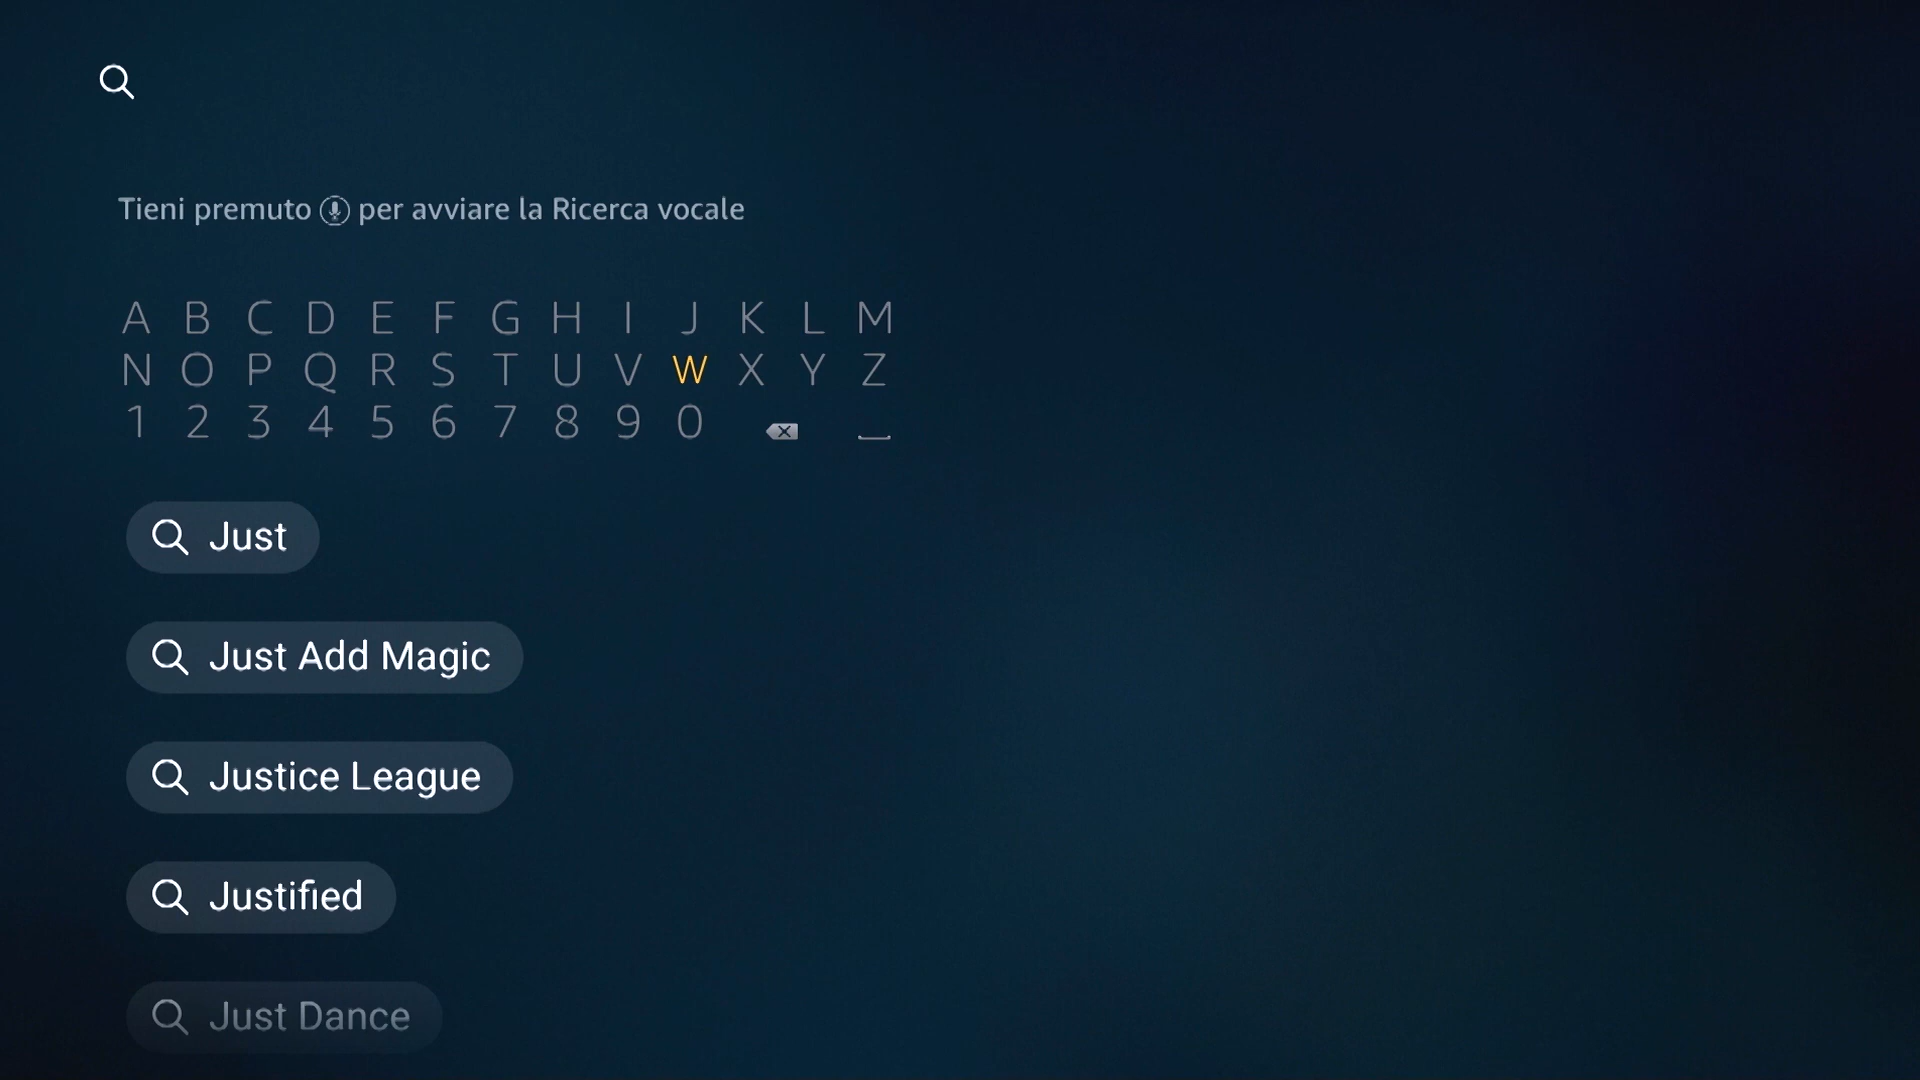 Tieni premuto per avviare la Ricerca vocale
A B C D E F G H I J K L M
N O P Q R S T U V W X Y Z
1 2 3 4 5 6 7 8 9 0
Just
Just Add Magic
Justice League
Justified
Just Dance